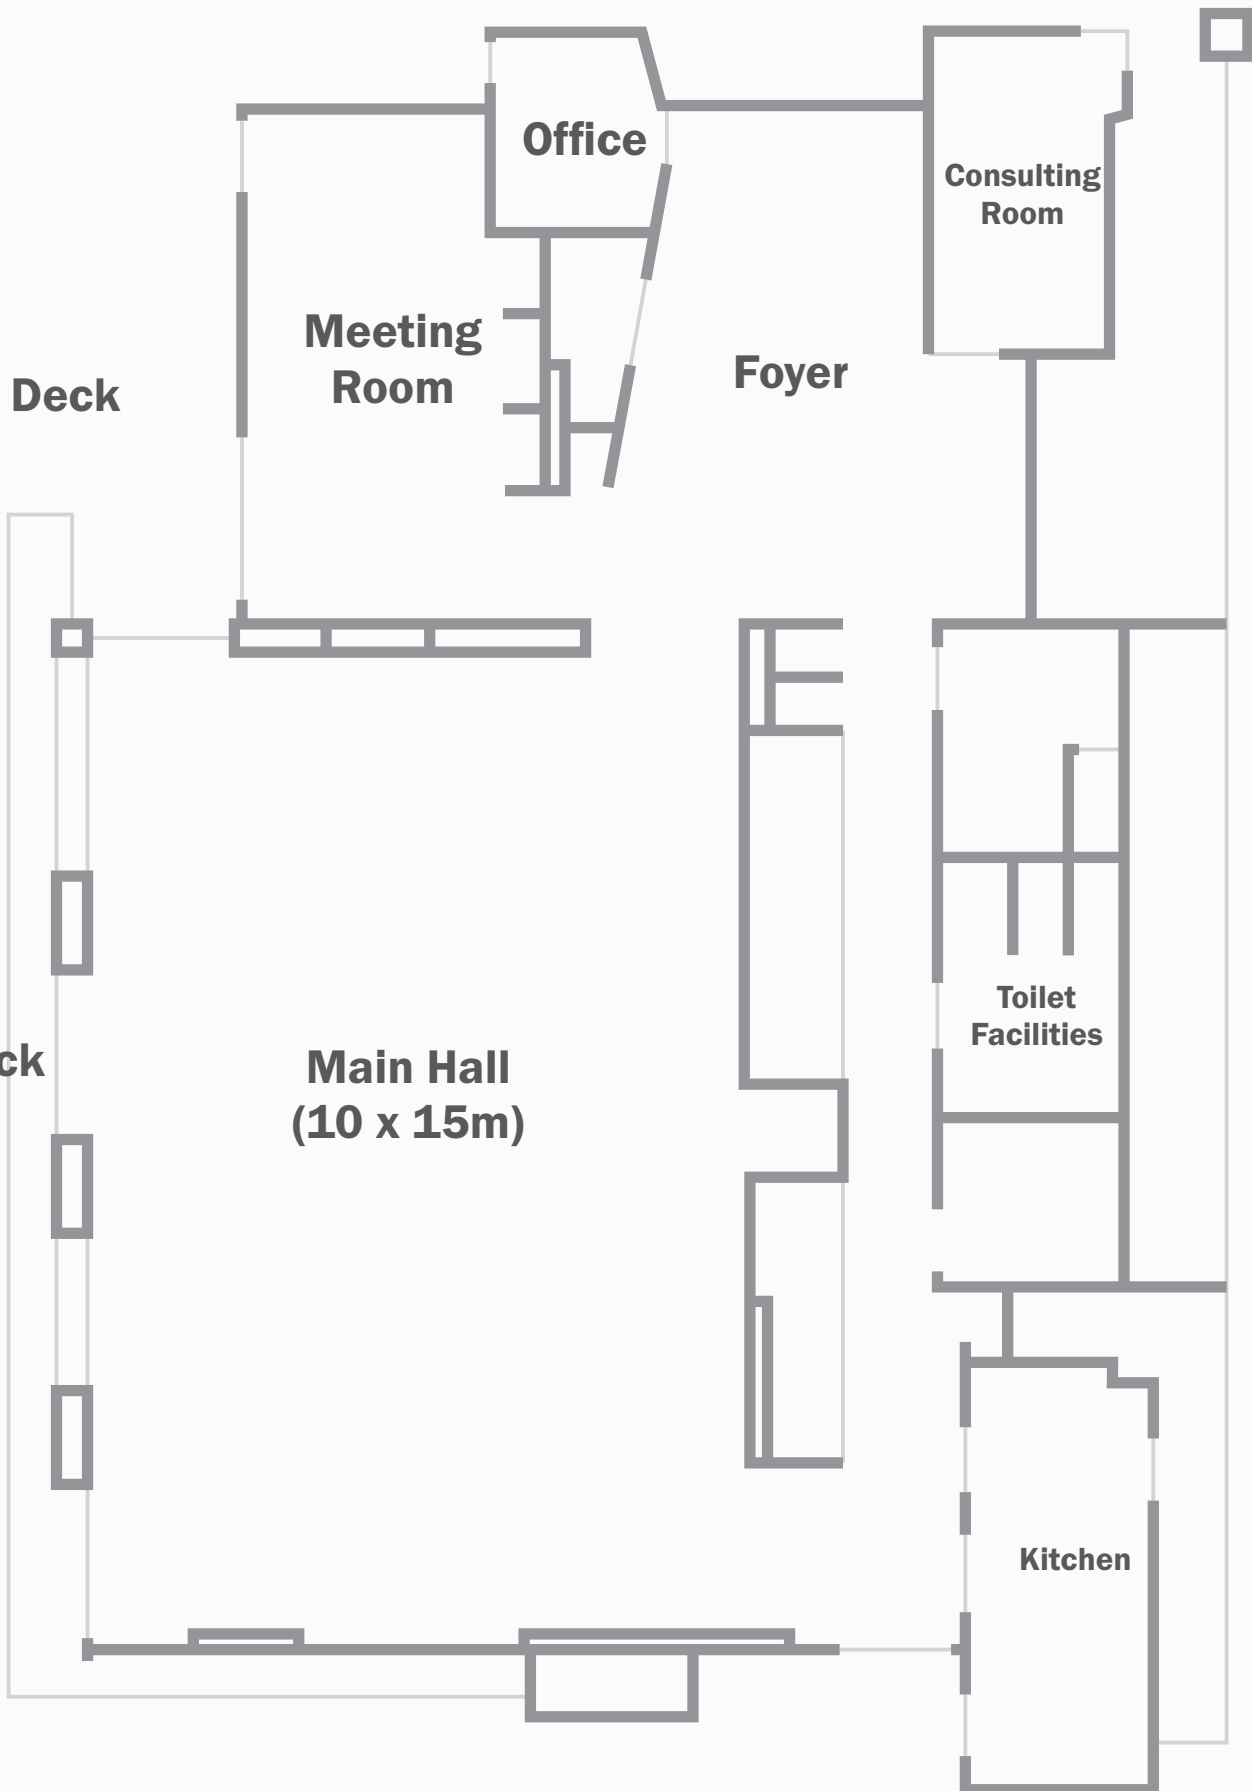 Office
Consulting
Room
Meeting
Room
Foyer
Deck
Toilet
Facilities
ck
Main Hall
(10 x 15m)
Kitchen